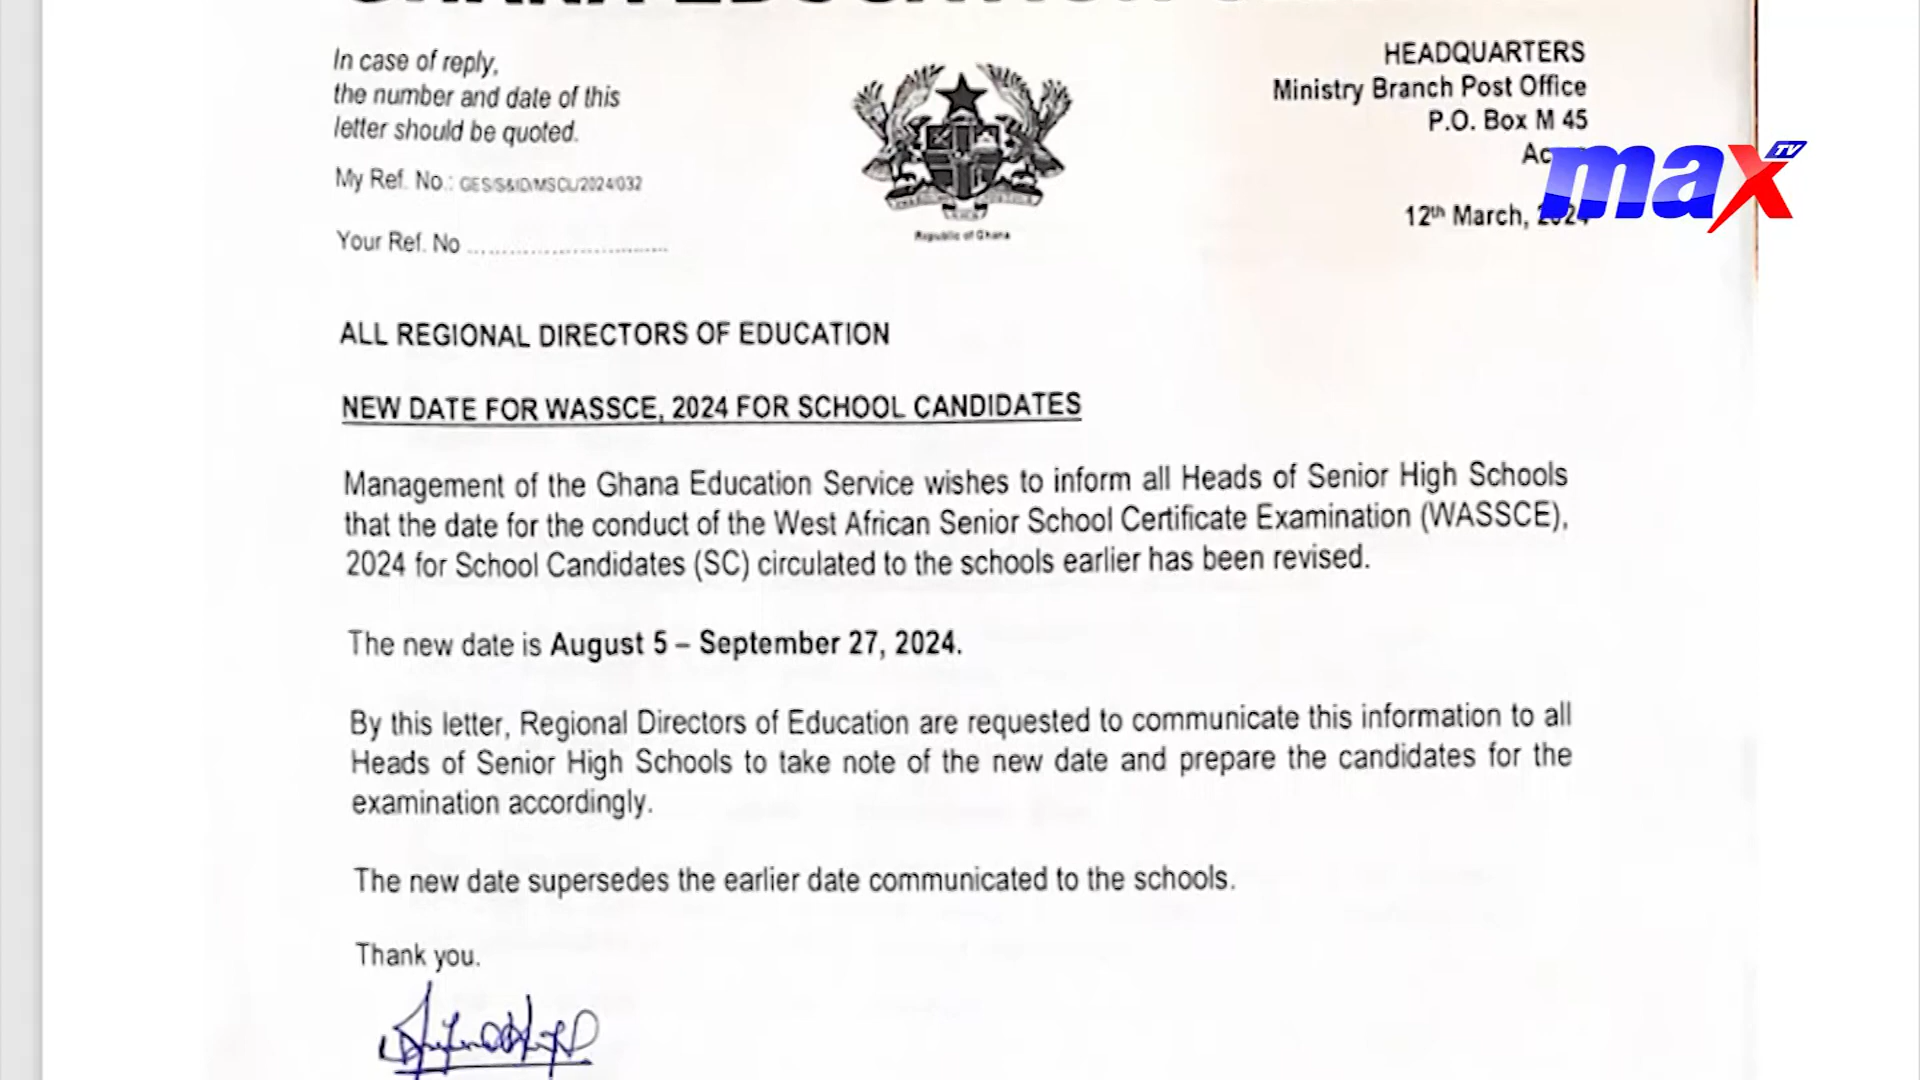 In case of reply,
the number and date of this
letter should be quoted.
My Ref. No.: GES/S&ID/MSCU/2024/032
Your Ref. No ..............................
Republic of Ghana
HEADQUARTERS
Ministry Branch Post Office
P.O. Box M 45
max TV
12th March, 2024
ALL REGIONAL DIRECTORS OF EDUCATION
NEW DATE FOR WASSCE, 2024 FOR SCHOOL CANDIDATES
Management of the Ghana Education Service wishes to inform all Heads of Senior High Schools
that the date for the conduct of the West African Senior School Certificate Examination (WASSCE),
2024 for School Candidates (SC) circulated to the schools earlier has been revised.
The new date is August 5 – September 27, 2024.
By this letter, Regional Directors of Education are requested to communicate this information to all
Heads of Senior High Schools to take note of the new date and prepare the candidates for the
examination accordingly.
The new date supersedes the earlier date communicated to the schools.
Thank you.